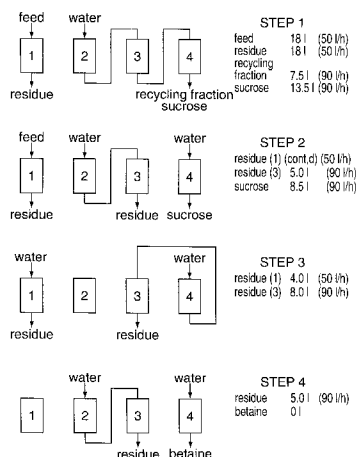 feed water
1 2 3 4
residue recycling fraction
sucrose
STEP 1
feed 18 l (50 l/h)
residue 18 l (50 l/h)
recycling
fraction 7.5 l (90 l/h)
sucrose 13.5 l (90 l/h)
feed water water
1 2 3 4
residue residue sucrose
STEP 2
residue (1) (cont,d) (50 l/h)
residue (3) 5.0 l (90 l/h)
sucrose 8.5 l (90 l/h)
water water
1 2 3 4
residue residue
STEP 3
residue (1) 4.0 l (50 l/h)
residue (3) 8.0 l (90 l/h)
water water
1 2 3 4
residue betaine
STEP 4
residue 5.0 l (90 l/h)
betaine 0 l